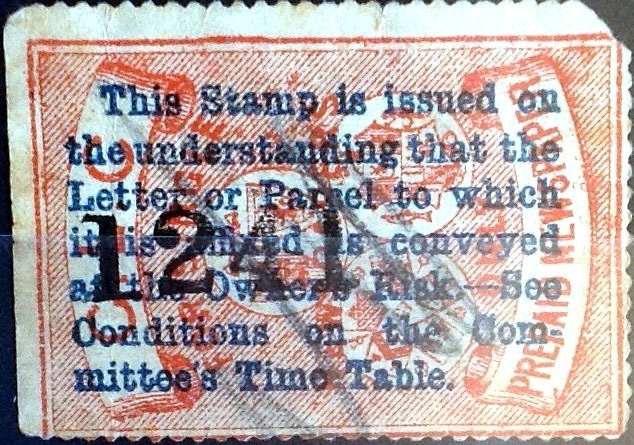 This Stamp is issued on
the understanding that the
Letter or Parcel to which
it is affixed is conveyed
at the Owner's Risk.—See
Conditions on the Com-
mittee's Time Table.
1241
PREPAID NEWSPAPER